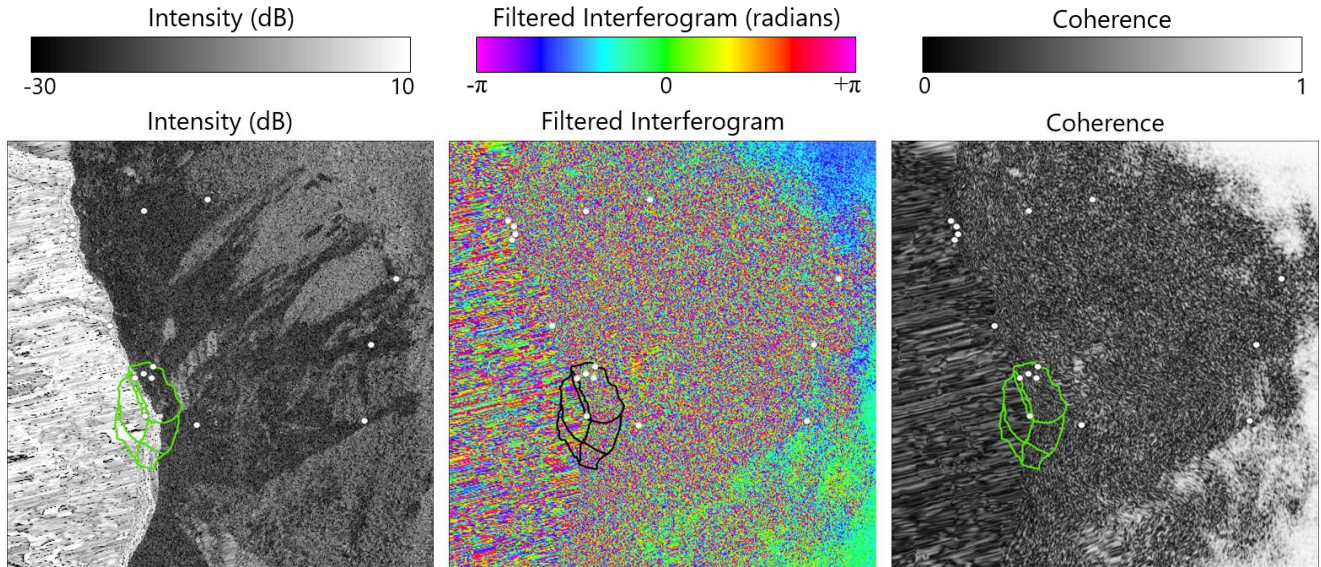 Intensity (dB)
Filtered Interferogram (radians)
Coherence
-30
10
-π
0
+π
0
1
Intensity (dB)
Filtered Interferogram
Coherence